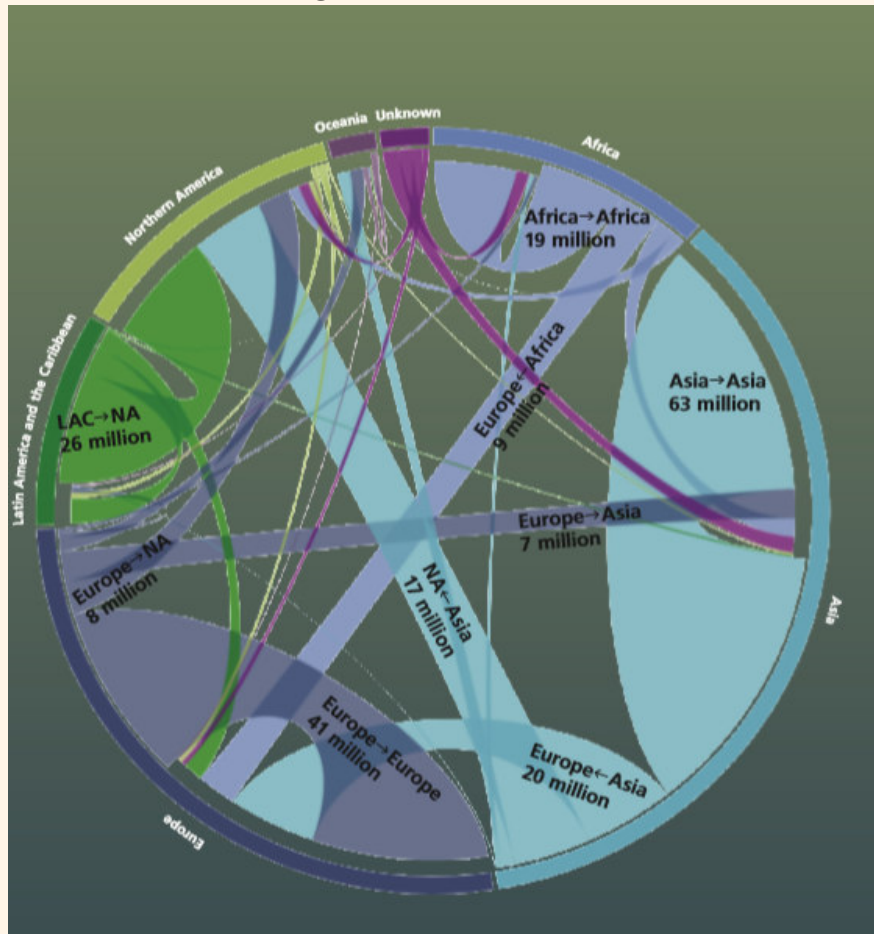 Oceania
Unknown
Africa
Northern America
Africa→Africa
19 million
Latin America and the Caribbean
Europe←Africa
9 million
Asia→Asia
63 million
LAC→NA
26 million
Europe→Asia
7 million
Europe→NA
8 million
NA←Asia
17 million
Asia
Europe→Europe
41 million
Europe←Asia
20 million
Europe